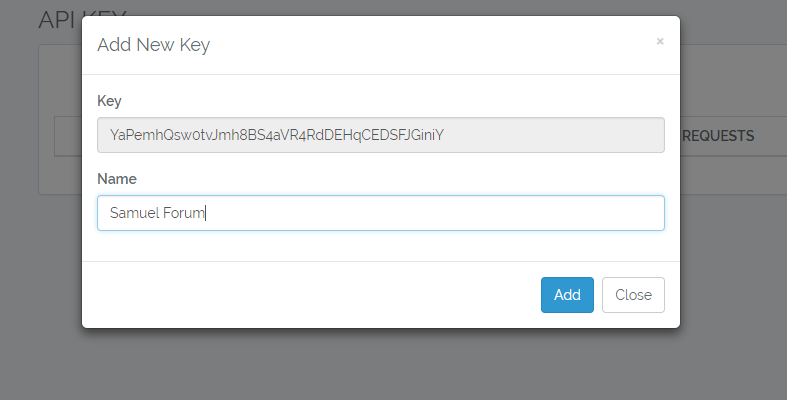 API KEY
Add New Key
×
Key
YaPemhQsw0tvJmh8BS4aVR4RdDEHqCEDSFJGiniY
REQUESTS
Name
Samuel Forum
Add
Close